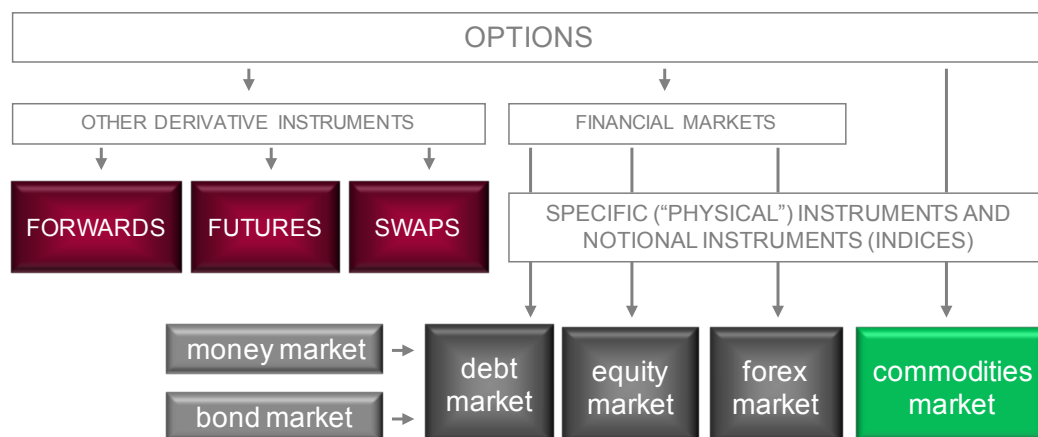 OPTIONS
OTHER DERIVATIVE INSTRUMENTS
FINANCIAL MARKETS
FORWARDS
FUTURES
SWAPS
SPECIFIC (“PHYSICAL”) INSTRUMENTS AND
NOTIONAL INSTRUMENTS (INDICES)
money market
bond market
debt
market
equity
market
forex
market
commodities
market